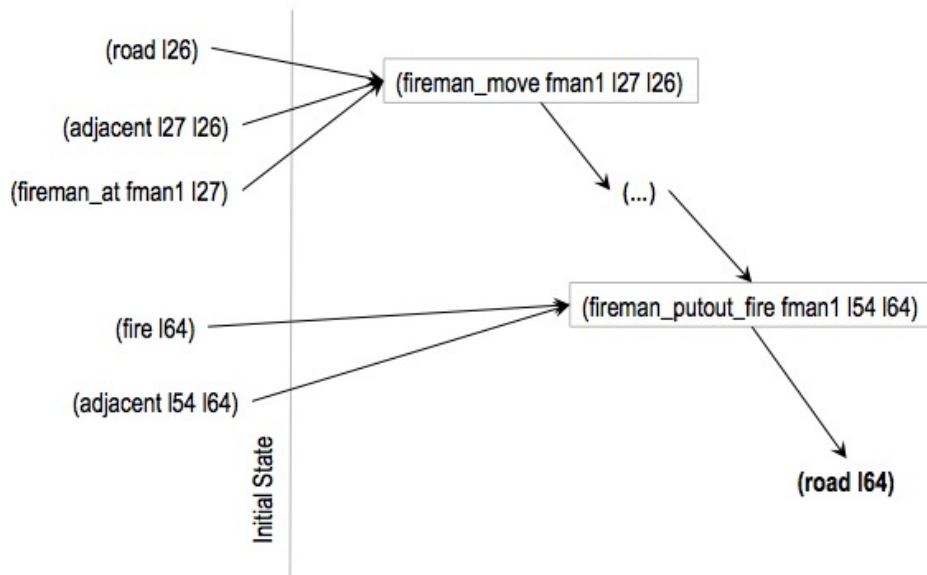 (road l26)
(fireman_move fman1 l27 l26)
(adjacent l27 l26)
(fireman_at fman1 l27)
(...)
(fire l64)
(fireman_putout_fire fman1 l54 l64)
(adjacent l54 l64)
Initial State
(road l64)